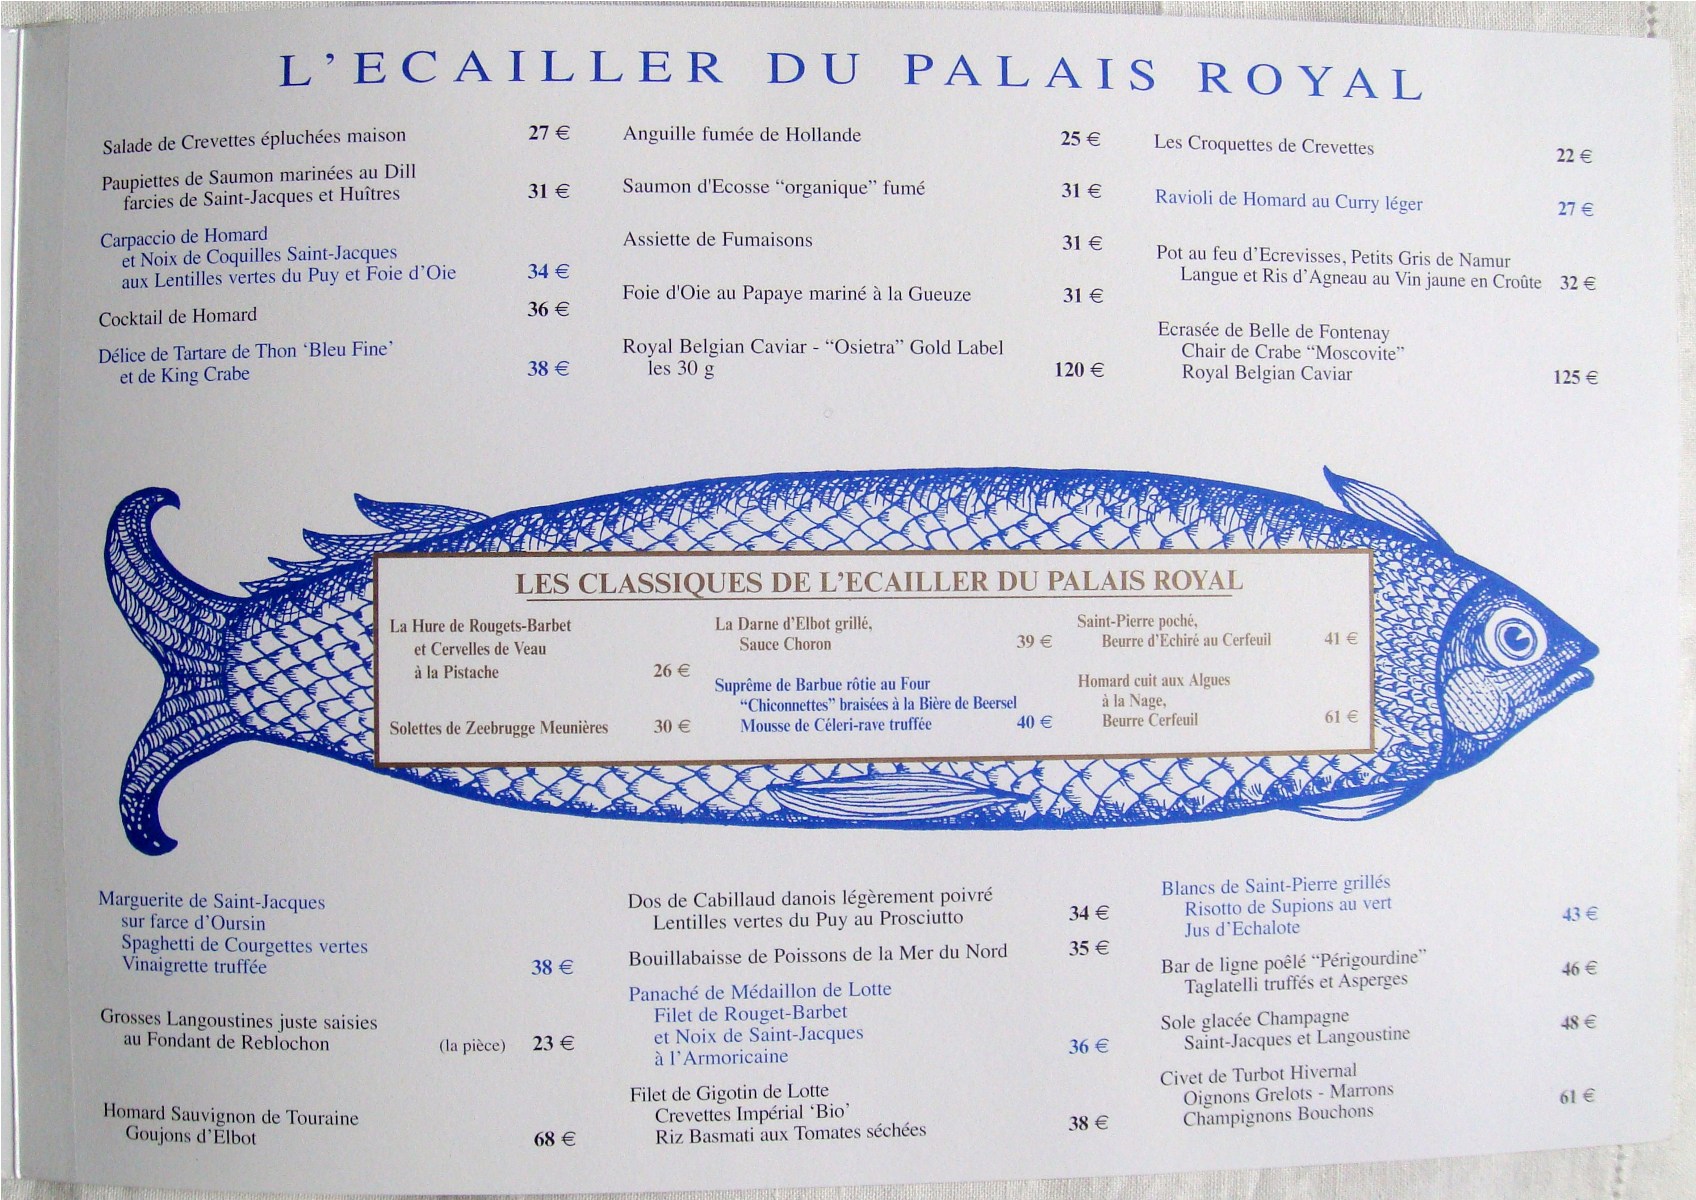 L'ECAILLER DU PALAIS ROYAL
Salade de Crevettes épluchées maison 27 €
Paupiettes de Saumon marinées au Dill
farcies de Saint-Jacques et Huîtres 31 €
Carpaccio de Homard
et Noix de Coquilles Saint-Jacques
aux Lentilles vertes du Puy et Foie d'Oie 34 €
Cocktail de Homard 36 €
Délice de Tartare de Thon ‘Bleu Fine’
et de King Crabe 38 €
Anguille fumée de Hollande 25 €
Saumon d'Ecosse “organique” fumé 31 €
Assiette de Fumaisons 31 €
Foie d'Oie au Papaye mariné à la Gueuze 31 €
Royal Belgian Caviar - “Osietra” Gold Label
les 30 g 120 €
Les Croquettes de Crevettes 22 €
Ravioli de Homard au Curry léger 27 €
Pot au feu d'Ecrevisses, Petits Gris de Namur
Langue et Ris d'Agneau au Vin jaune en Croûte 32 €
Ecrasée de Belle de Fontenay
Chair de Crabe “Moscovite”
Royal Belgian Caviar 125 €
LES CLASSIQUES DE L'ECAILLER DU PALAIS ROYAL
La Hure de Rougets-Barbet
et Cervelles de Veau
à la Pistache 26 €
Solettes de Zeebrugge Meunières 30 €
La Darne d'Elbot grillé,
Sauce Choron 39 €
Suprême de Barbue rôtie au Four
“Chiconnettes” braisées à la Bière de Beersel
Mousse de Céleri-rave truffée 40 €
Saint-Pierre poché,
Beurre d'Echiré au Cerfeuil 41 €
Homard cuit aux Algues
à la Nage,
Beurre Cerfeuil 61 €
Marguerite de Saint-Jacques
sur farce d'Oursin
Spaghetti de Courgettes vertes
Vinaigrette truffée 38 €
Grosses Langoustines juste saisies
au Fondant de Reblochon (la pièce) 23 €
Homard Sauvignon de Touraine
Goujons d'Elbot 68 €
Dos de Cabillaud danois légèrement poivré
Lentilles vertes du Puy au Prosciutto 34 €
Bouillabaisse de Poissons de la Mer du Nord 35 €
Panaché de Médaillon de Lotte
Filet de Rouget-Barbet
et Noix de Saint-Jacques
à l'Armoricaine 36 €
Filet de Gigotin de Lotte
Crevettes Impérial ‘Bio’
Riz Basmati aux Tomates séchées 38 €
Blancs de Saint-Pierre grillés
Risotto de Supions au vert
Jus d'Echalote 43 €
Bar de ligne poêlé “Périgourdine”
Taglatelli truffés et Asperges 46 €
Sole glacée Champagne
Saint-Jacques et Langoustine 48 €
Civet de Turbot Hivernal
Oignons Grelots - Marrons
Champignons Bouchons 61 €